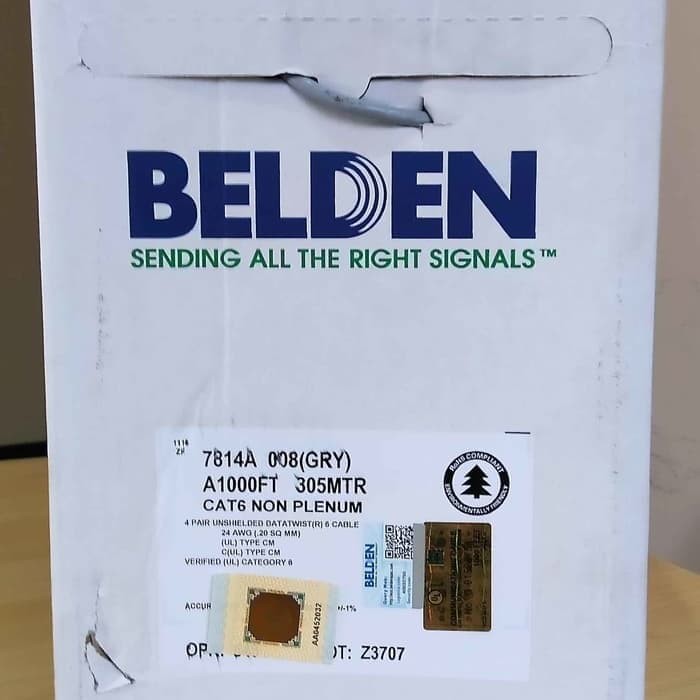 BELDEN
SENDING ALL THE RIGHT SIGNALS™
1116
7814A 008(GRY)
A1000FT 305MTR
CAT6 NON PLENUM
4 PAIR UNSHIELDED DATATWIST(R) 6 CABLE
24 AWG (.20 SQ MM)
(UL) TYPE CM
C(UL) TYPE CM
VERIFIED (UL) CATEGORY 6
RoHS COMPLIANT
ENVIRONMENTALLY FRIENDLY
BELDEN
AA0452032
Z3707